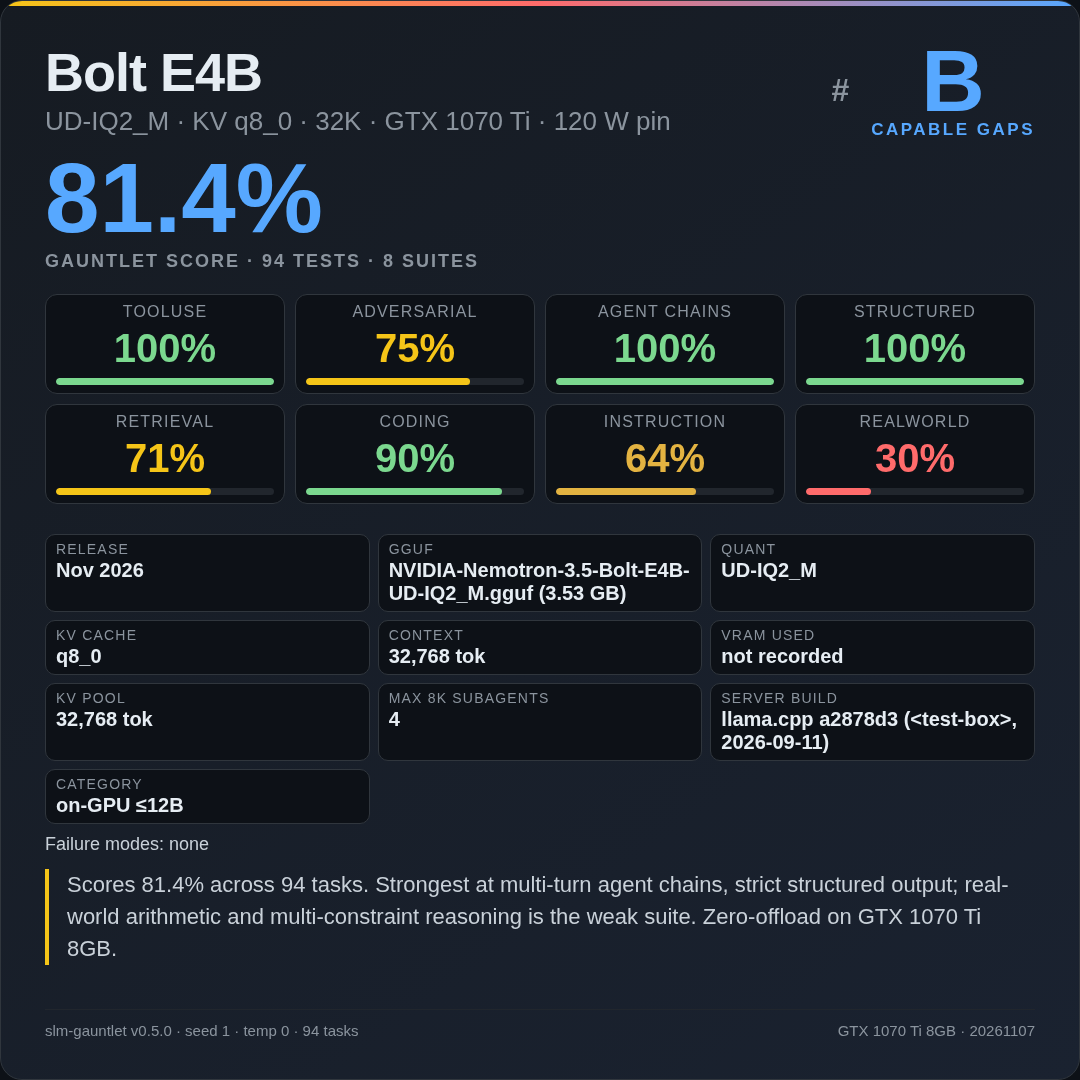 Bolt E4B
UD-IQ2_M · KV q8_0 · 32K · GTX 1070 Ti · 120 W pin
#
B
CAPABLE GAPS
81.4%
GAUNTLET SCORE · 94 TESTS · 8 SUITES
TOOLUSE
100%
ADVERSARIAL
75%
AGENT CHAINS
100%
STRUCTURED
100%
RETRIEVAL
71%
CODING
90%
INSTRUCTION
64%
REALWORLD
30%
RELEASE
Nov 2026
GGUF
NVIDIA-Nemotron-3.5-Bolt-E4B-
UD-IQ2_M.gguf (3.53 GB)
QUANT
UD-IQ2_M
KV CACHE
q8_0
CONTEXT
32,768 tok
VRAM USED
not recorded
KV POOL
32,768 tok
MAX 8K SUBAGENTS
4
SERVER BUILD
llama.cpp a2878d3 (<test-box>,
2026-09-11)
CATEGORY
on-GPU ≤12B
Failure modes: none
Scores 81.4% across 94 tasks. Strongest at multi-turn agent chains, strict structured output; real-
world arithmetic and multi-constraint reasoning is the weak suite. Zero-offload on GTX 1070 Ti
8GB.
slm-gauntlet v0.5.0 · seed 1 · temp 0 · 94 tasks
GTX 1070 Ti 8GB · 20261107